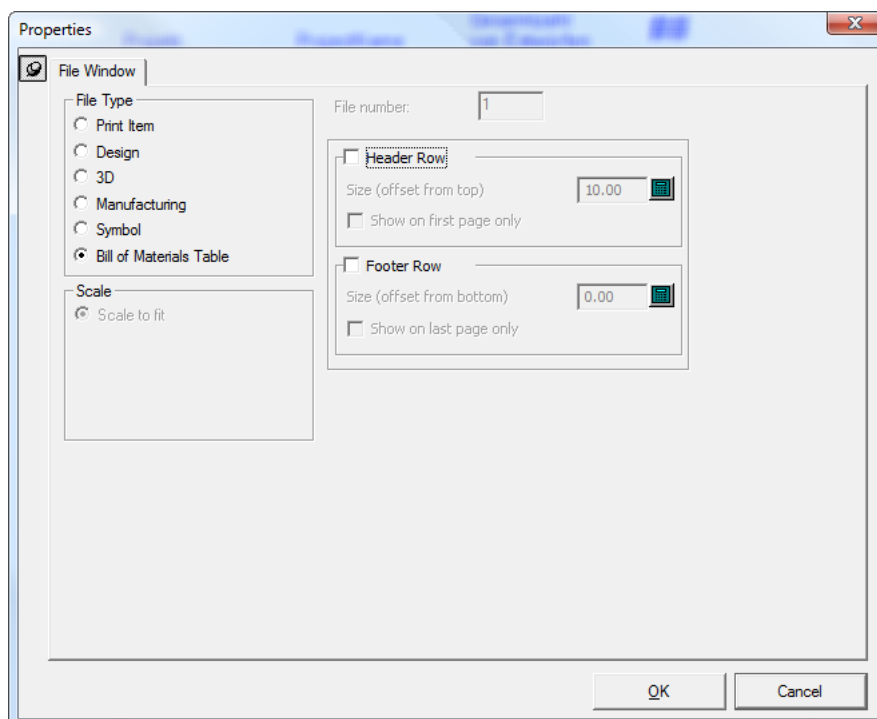 Properties
File Window
File Type
Print Item
Design
3D
Manufacturing
Symbol
Bill of Materials Table
Scale
Scale to fit
File number: 1
Header Row
Size (offset from top) 10.00
Show on first page only
Footer Row
Size (offset from bottom) 0.00
Show on last page only
OK Cancel